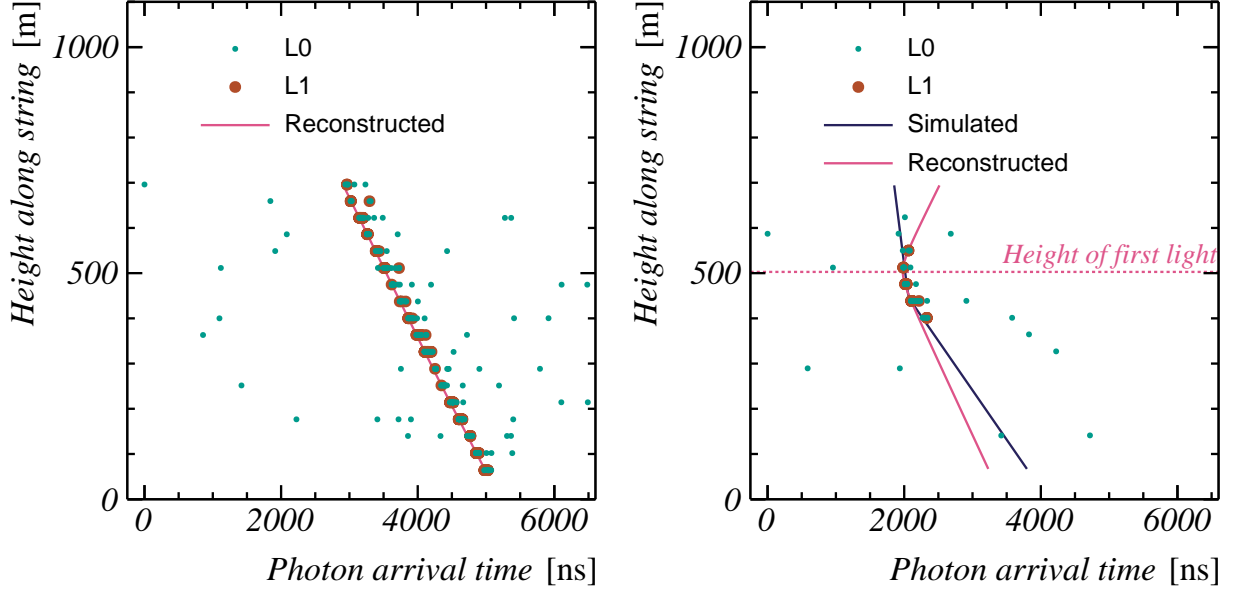 Height along string [m]
1000
500
0
L0
L1
Reconstructed
0
2000
4000
6000
Photon arrival time [ns]
Height along string [m]
1000
500
0
L0
L1
Simulated
Reconstructed
Height of first light
0
2000
4000
6000
Photon arrival time [ns]